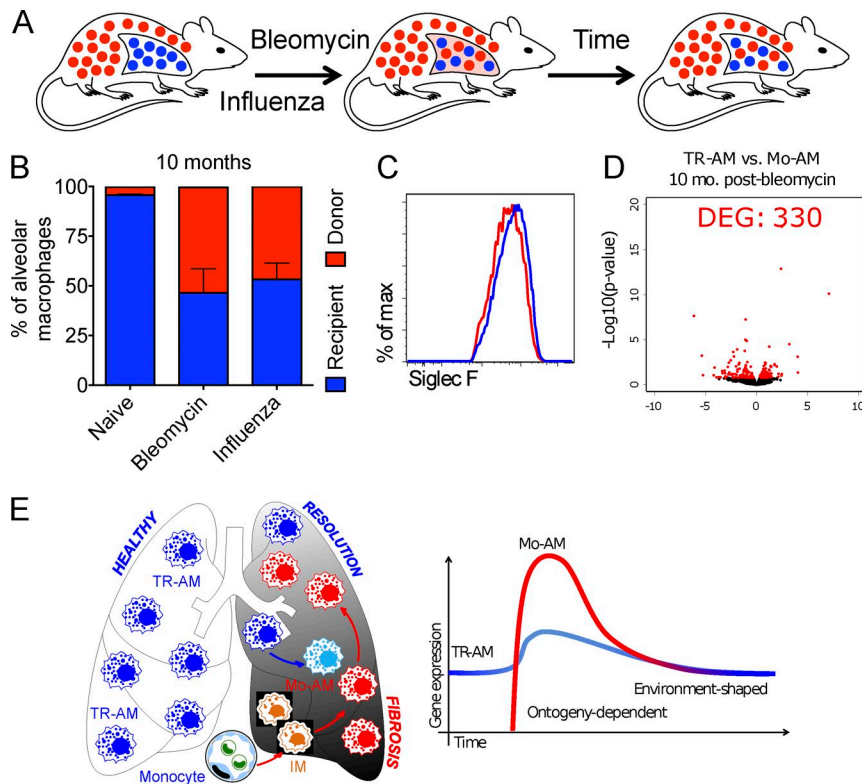 A
Bleomycin
Influenza
Time
B
10 months
% of alveolar
macrophages
100
75
50
25
0
Naive
Bleomycin
Influenza
Recipient
Donor
C
% of max
Siglec F
D
TR-AM vs. Mo-AM
10 mo. post-bleomycin
DEG: 330
-Log10(p-value)
20
15
10
5
0
-10
-5
0
5
10
E
HEALTHY
RESOLUTION
TR-AM
TR-AM
Mo-AM
FIBROSIS
IM
Monocyte
Mo-AM
Gene expression
TR-AM
Environment-shaped
Ontogeny-dependent
Time